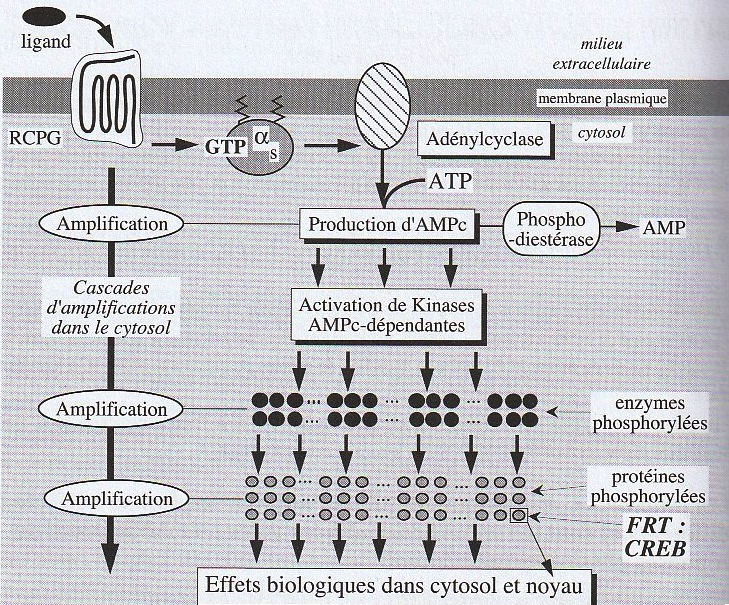 ligand
milieu
extracellulaire
membrane plasmique
RCPG
GTP
αs
Adénylcyclase
cytosol
ATP
Amplification
Production d'AMPc
Phospho
-diestérase
AMP
Cascades
d'amplifications
dans le cytosol
Activation de Kinases
AMPc-dépendantes
Amplification
... ... ... ...
... ...
enzymes
phosphorylées
Amplification
... ... ...
... ... ...
... ... ...
protéines
phosphorylées
FRT :
CREB
Effets biologiques dans cytosol et noyau